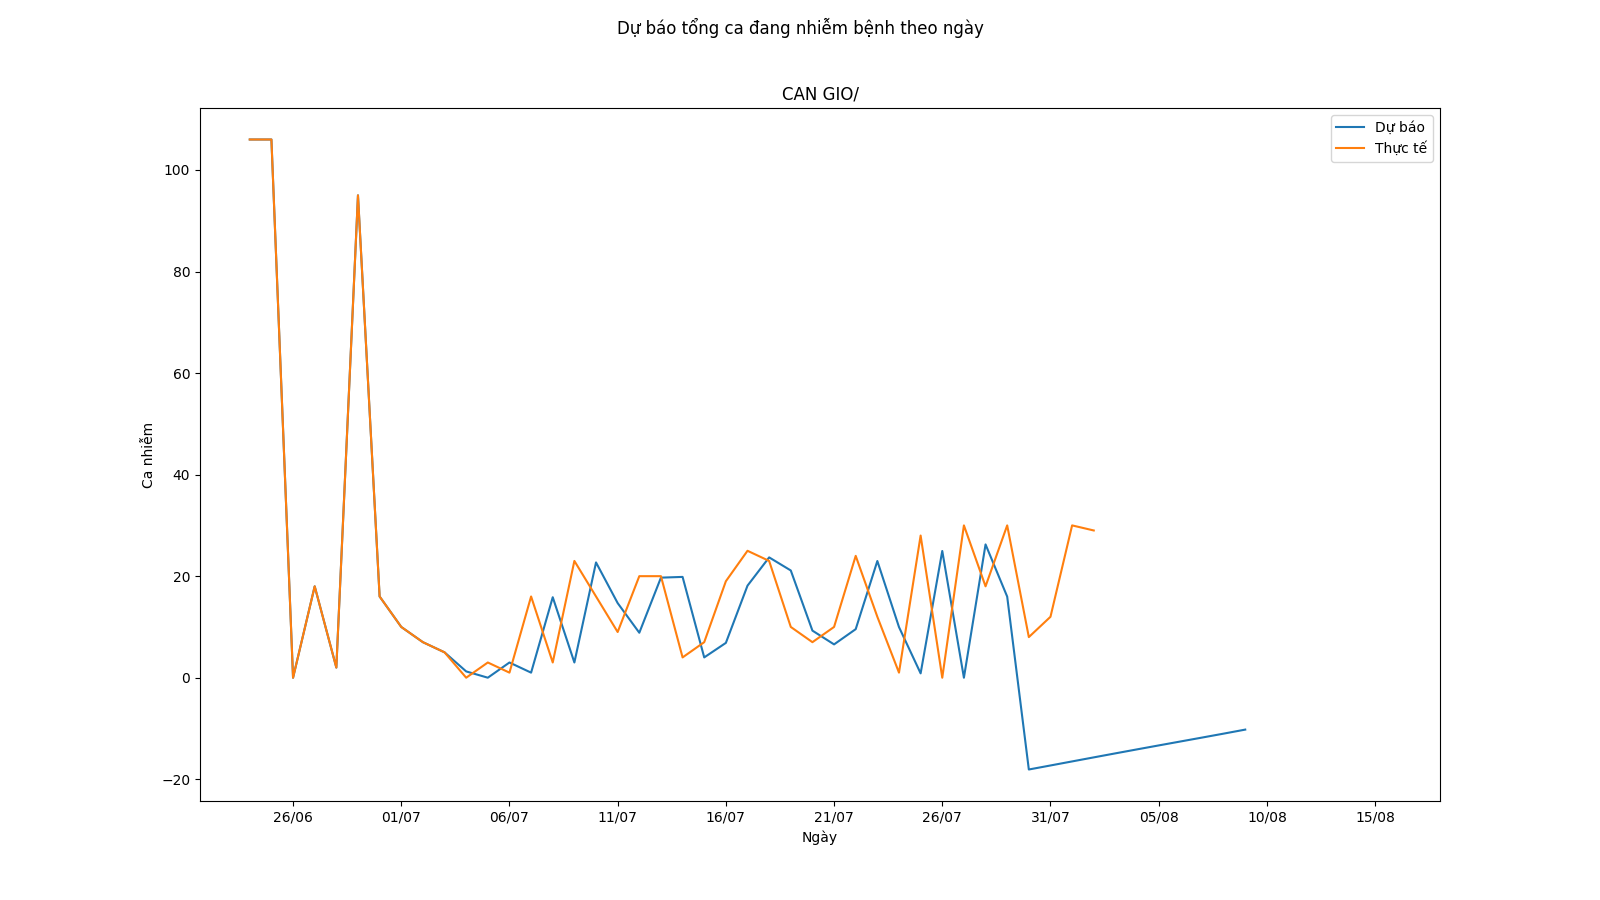 Dự báo tổng ca đang nhiễm bệnh theo ngày
CAN GIO/
Dự báo
Thực tế
Ca nhiễm
100
80
60
40
20
0
−20
26/06 01/07 06/07 11/07 16/07 21/07 26/07 31/07 05/08 10/08 15/08
Ngày